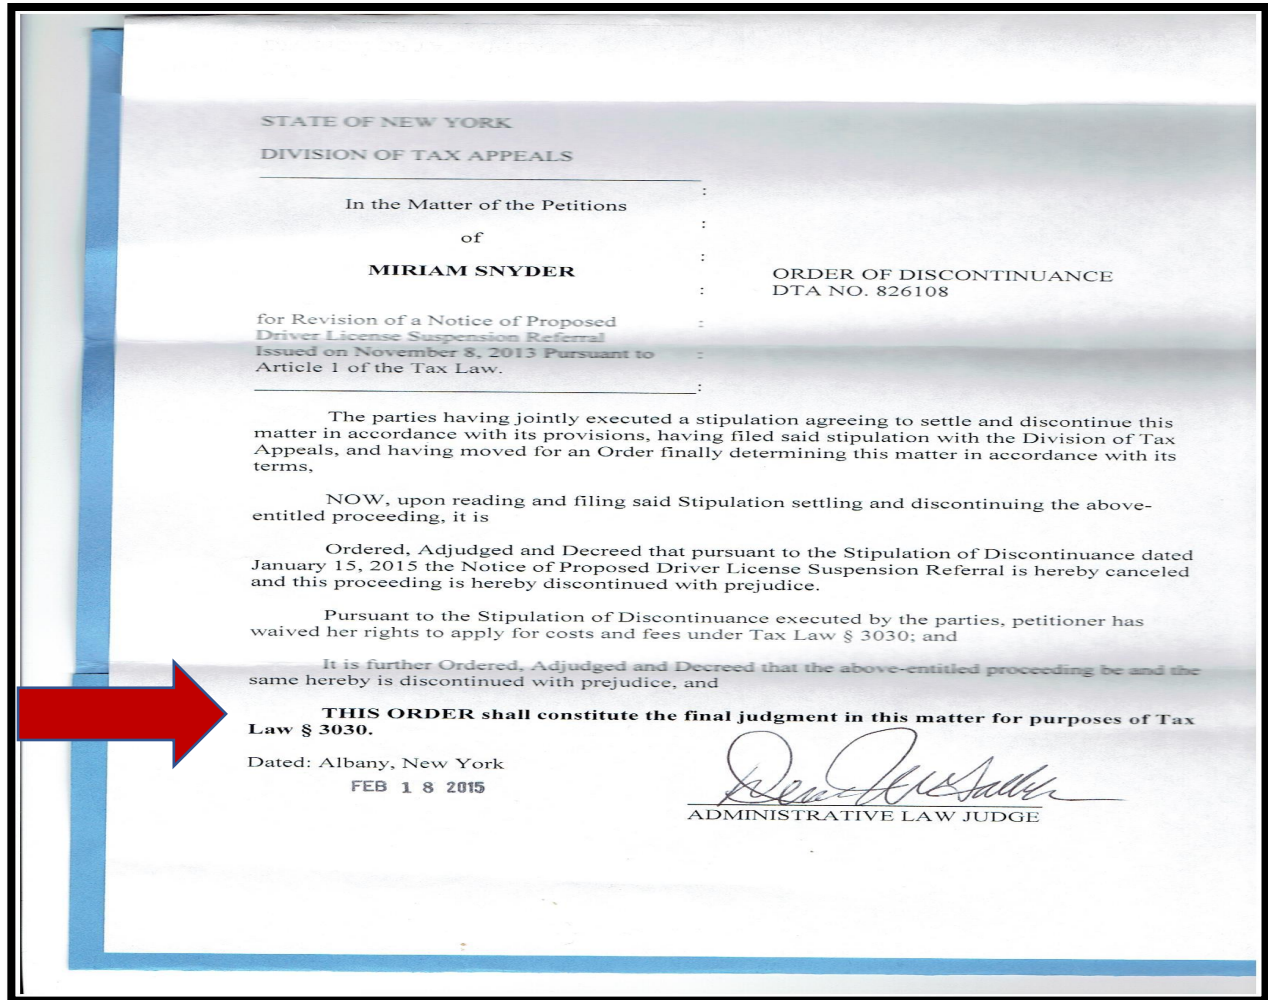 STATE OF NEW YORK
DIVISION OF TAX APPEALS
In the Matter of the Petitions
of
MIRIAM SNYDER
ORDER OF DISCONTINUANCE
DTA NO. 826108
for Revision of a Notice of Proposed
Driver License Suspension Referral
Issued on November 8, 2013 Pursuant to
Article 1 of the Tax Law.
The parties having jointly executed a stipulation agreeing to settle and discontinue this
matter in accordance with its provisions, having filed said stipulation with the Division of Tax
Appeals, and having moved for an Order finally determining this matter in accordance with its
terms,
NOW, upon reading and filing said Stipulation settling and discontinuing the above-
entitled proceeding, it is
Ordered, Adjudged and Decreed that pursuant to the Stipulation of Discontinuance dated
January 15, 2015 the Notice of Proposed Driver License Suspension Referral is hereby canceled
and this proceeding is hereby discontinued with prejudice.
Pursuant to the Stipulation of Discontinuance executed by the parties, petitioner has
waived her rights to apply for costs and fees under Tax Law § 3030; and
It is further Ordered, Adjudged and Decreed that the above-entitled proceeding be and the
same hereby is discontinued with prejudice, and
THIS ORDER shall constitute the final judgment in this matter for purposes of Tax
Law § 3030.
Dated: Albany, New York
FEB 18 2015
ADMINISTRATIVE LAW JUDGE